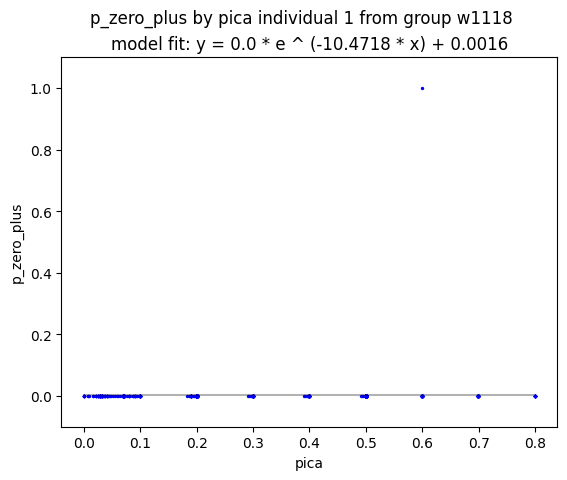 p_zero_plus by pica individual 1 from group w1118
model fit: y = 0.0 * e ^ (-10.4718 * x) + 0.0016
1.0
0.8
0.6
0.4
0.2
0.0
p_zero_plus
0.0 0.1 0.2 0.3 0.4 0.5 0.6 0.7 0.8
pica